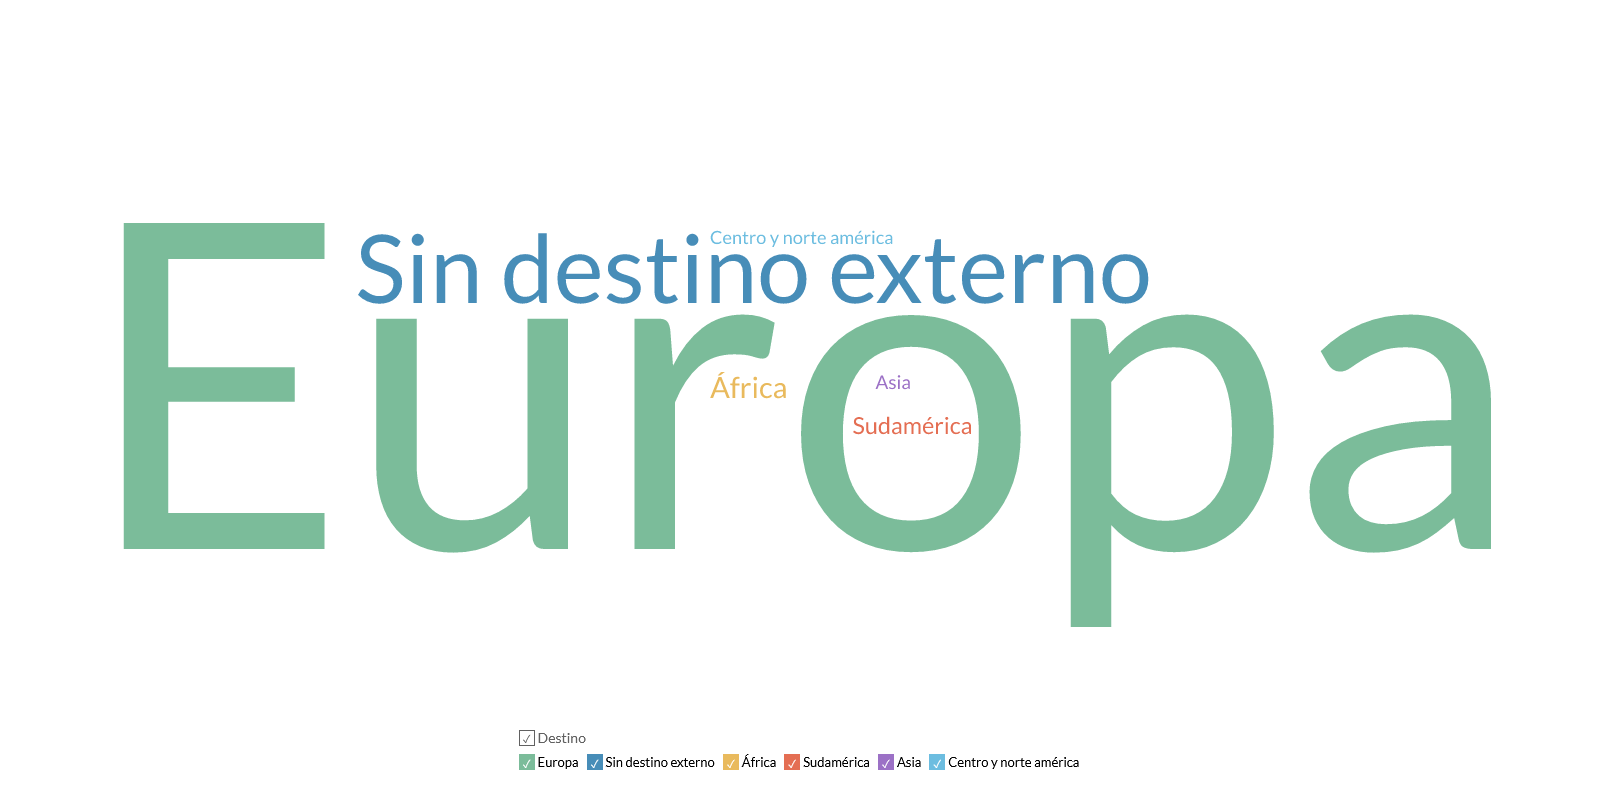 Centro y norte américa
Sin destino externo
Europa
África
Asia
Sudamérica
Destino
Europa Sin destino externo África Sudamérica Asia Centro y norte américa